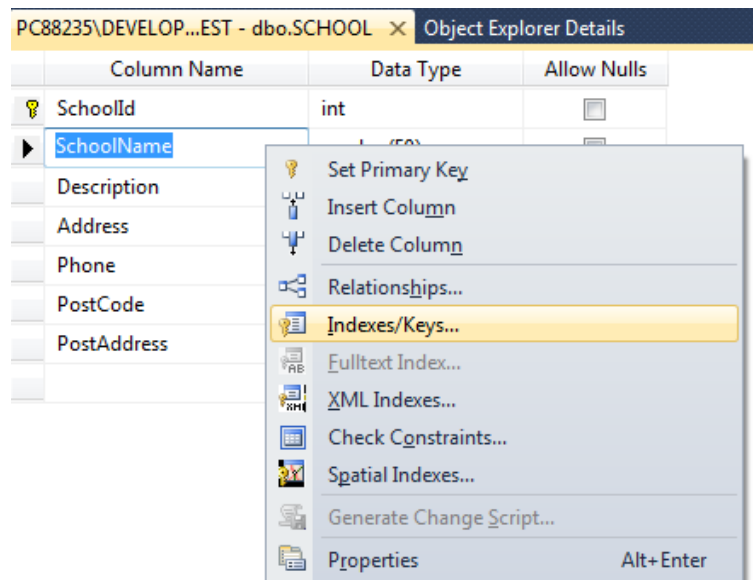 PC88235\DEVELOP...EST - dbo.SCHOOL Object Explorer Details
Column Name Data Type Allow Nulls
SchoolId int
SchoolName
Description
Address
Phone
PostCode
PostAddress
Set Primary Key
Insert Column
Delete Column
Relationships...
Indexes/Keys...
Fulltext Index...
XML Indexes...
Check Constraints...
Spatial Indexes...
Generate Change Script...
Properties Alt+Enter